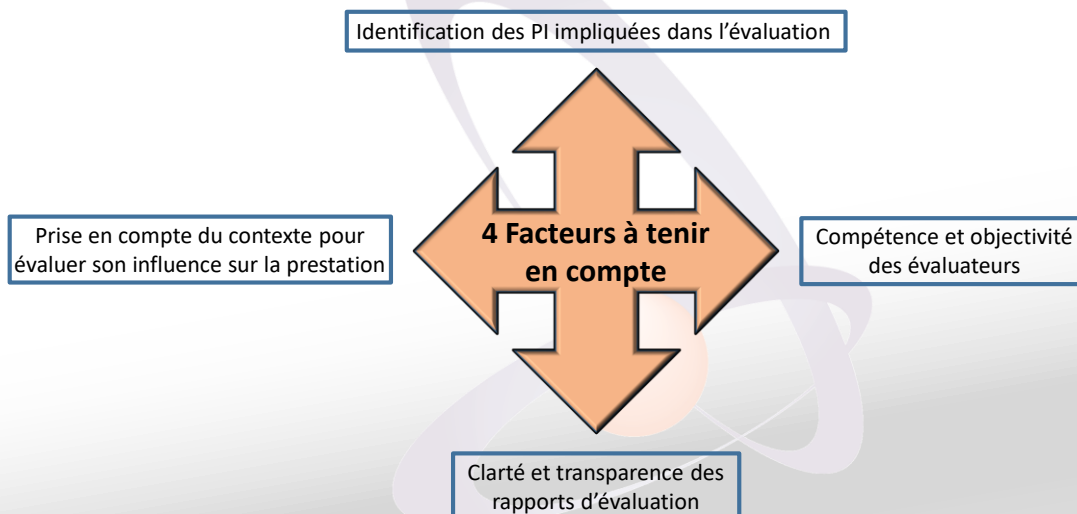 Identification des PI impliquées dans l’évaluation
Prise en compte du contexte pour
évaluer son influence sur la prestation
4 Facteurs à tenir
en compte
Compétence et objectivité
des évaluateurs
Clarté et transparence des
rapports d’évaluation